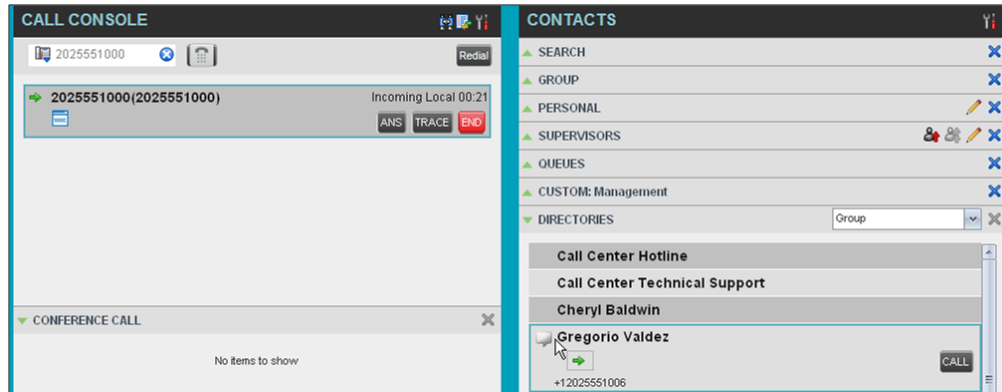 CALL CONSOLE
2025551000
Redial
2025551000(2025551000)
Incoming Local 00:21
ANS
TRACE
END
CONFERENCE CALL
No items to show
CONTACTS
SEARCH
GROUP
PERSONAL
SUPERVISORS
QUEUES
CUSTOM: Management
DIRECTORIES
Group
Call Center Hotline
Call Center Technical Support
Cheryl Baldwin
Gregorio Valdez
CALL
+12025551006